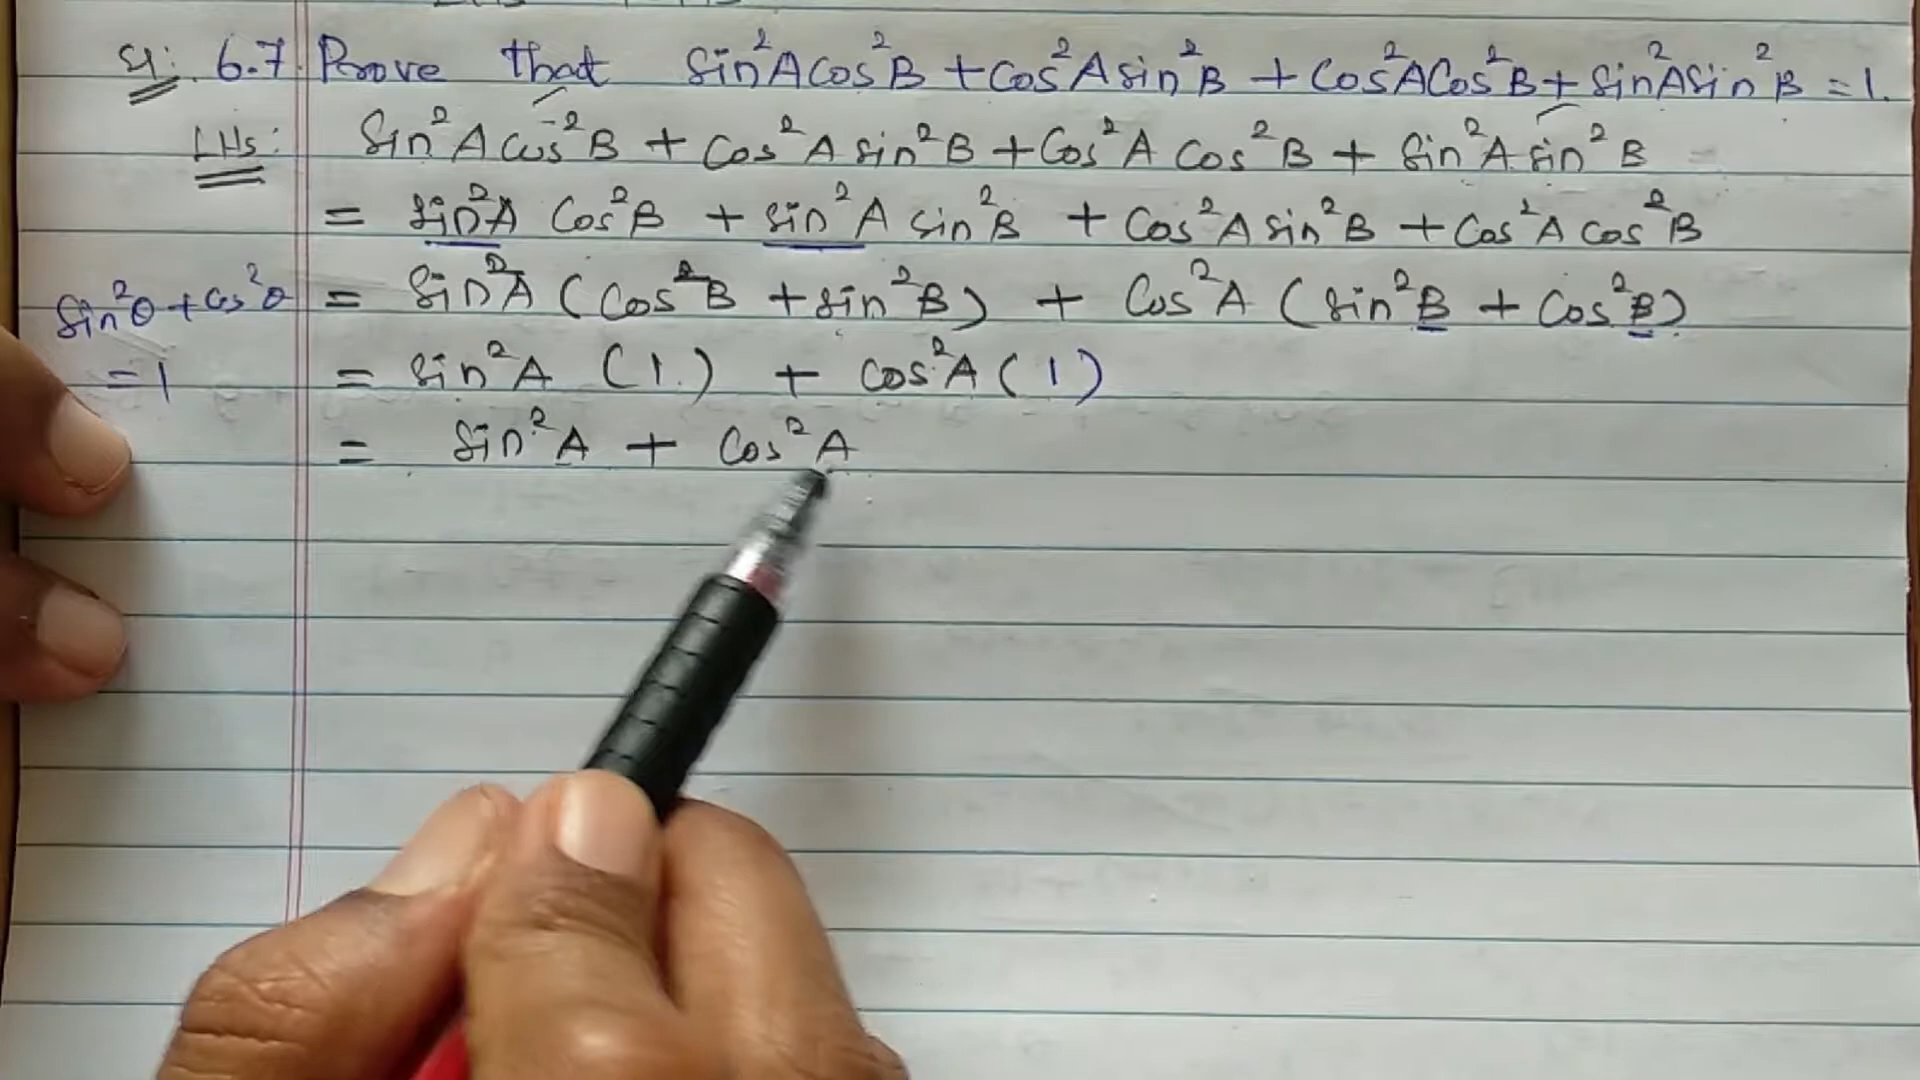 eg: 6.7 Prove that sin²A cos²B + cos²A sin²B + cos²A cos²B + sin²A sin²B = 1.
LHS: sin²A cos²B + cos²A sin²B + cos²A cos²B + sin²A sin²B
= sin²A cos²B + sin²A sin²B + cos²A sin²B + cos²A cos²B
= sin²A (cos²B + sin²B) + cos²A (sin²B + cos²B)
sin²θ + cos²θ
= 1
= sin²A (1.) + cos²A (1)
= sin²A + cos²A